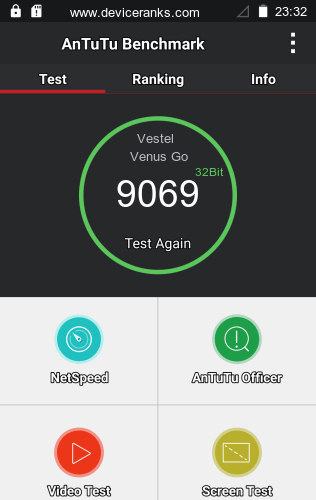 www.deviceranks.com 23:32
AnTuTu Benchmark
Test Ranking Info
Vestel
Venus Go
32Bit
9069
Test Again
NetSpeed AnTuTu Officer
Video Test Screen Test